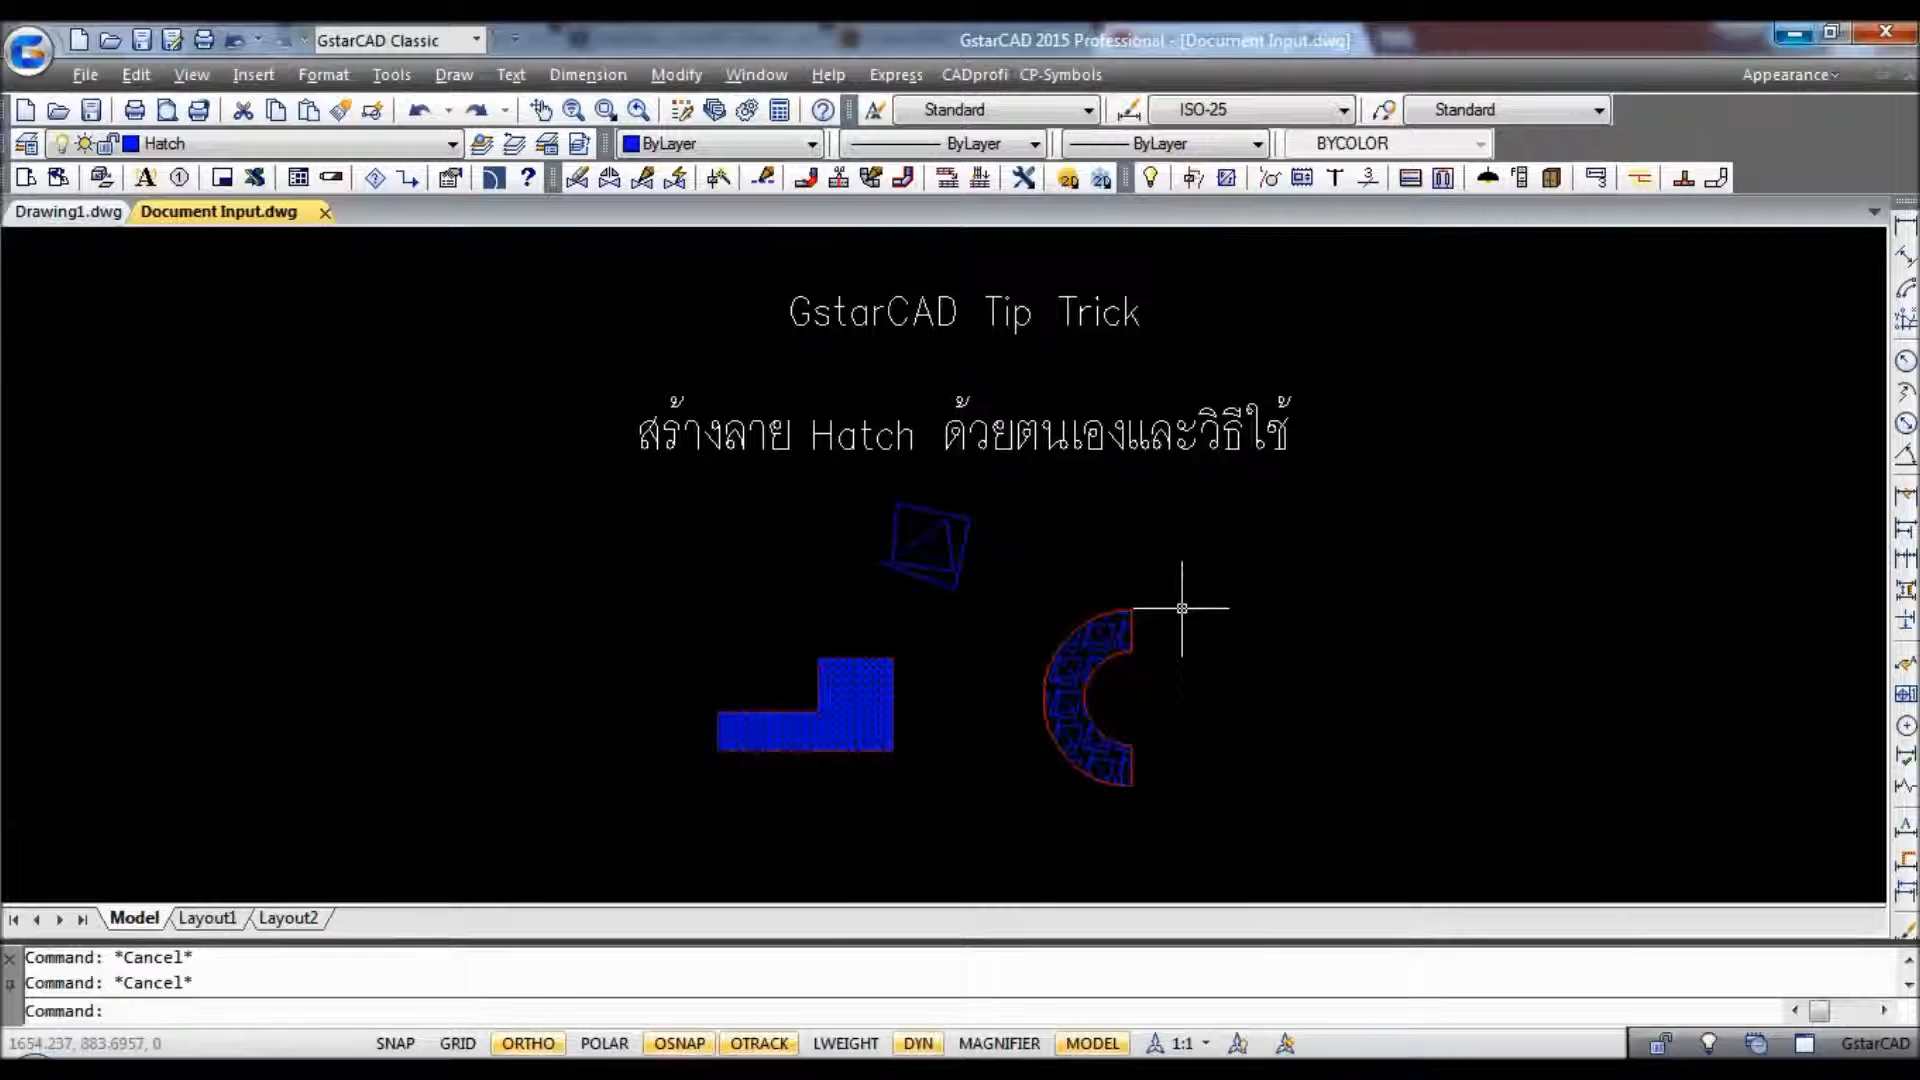 GstarCAD Classic
GstarCAD 2015 Professional - [Document Input.dwg]
File Edit View Insert Format Tools Draw Text Dimension Modify Window Help Express CADprofi CP-Symbols Appearance
Standard ISO-25 Standard
Hatch ByLayer ByLayer ByLayer BYCOLOR
Drawing1.dwg Document Input.dwg
GstarCAD Tip Trick
สร้างลาย Hatch ด้วยตนเองและวิธีใช้
Model Layout1 Layout2
Command: *Cancel*
Command: *Cancel*
Command:
1654.237, 883.6957, 0 SNAP GRID ORTHO POLAR OSNAP OTRACK LWEIGHT DYN MAGNIFIER MODEL 1:1 GstarCAD